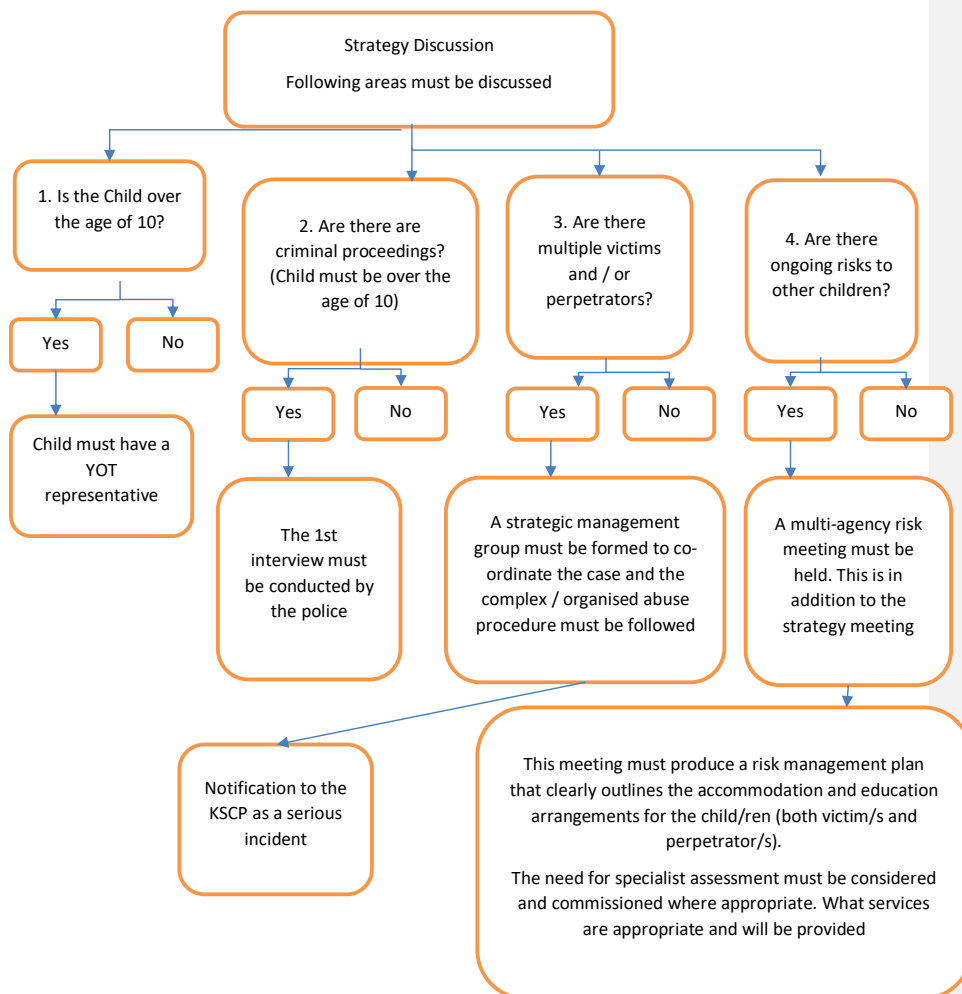 Strategy Discussion
Following areas must be discussed
1. Is the Child over
the age of 10?
Yes
No
Child must have a
YOT
representative
2. Are there are
criminal proceedings?
(Child must be over the
age of 10)
Yes
No
The 1st
interview must
be conducted by
the police
3. Are there
multiple victims
and / or
perpetrators?
Yes
No
A strategic management
group must be formed to co-
ordinate the case and the
complex / organised abuse
procedure must be followed
Notification to the
KSCP as a serious
incident
4. Are there
ongoing risks to
other children?
Yes
No
A multi-agency risk
meeting must be
held. This is in
addition to the
strategy meeting
This meeting must produce a risk management plan
that clearly outlines the accommodation and education
arrangements for the child/ren (both victim/s and
perpetrator/s).
The need for specialist assessment must be considered
and commissioned where appropriate. What services
are appropriate and will be provided